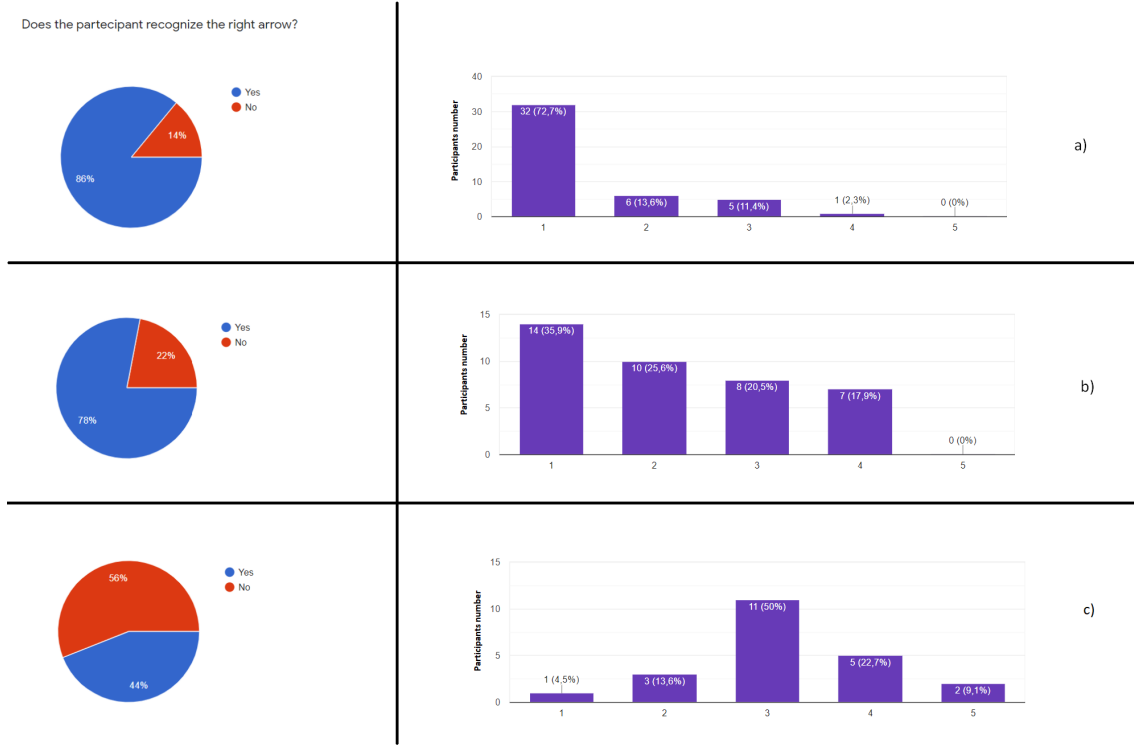 Does the partecipant recognize the right arrow?
Yes
No
14%
86%
Participants number
40
30
20
10
0
32 (72,7%)
6 (13,6%)
5 (11,4%)
1 (2,3%)
0 (0%)
1 2 3 4 5
a)
Yes
No
22%
78%
Participants number
15
10
5
0
14 (35,9%)
10 (25,6%)
8 (20,5%)
7 (17,9%)
0 (0%)
1 2 3 4 5
b)
Yes
No
56%
44%
Participants number
15
10
5
0
1 (4,5%)
3 (13,6%)
11 (50%)
5 (22,7%)
2 (9,1%)
1 2 3 4 5
c)